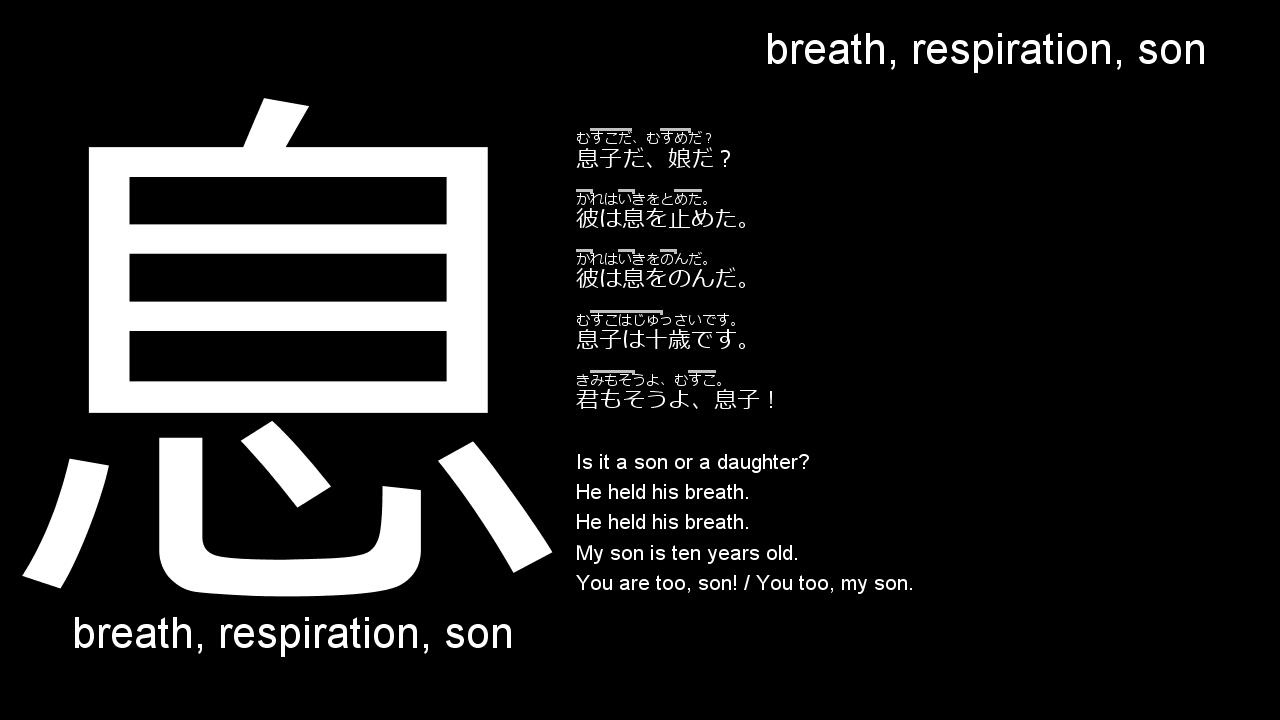 breath, respiration, son
息
breath, respiration, son
むすこだ、むすめだ?
息子だ、娘だ?
かれはいきをとめた。
彼は息を止めた。
かれはいきをのんだ。
彼は息をのんだ。
むすこはじゅっさいです。
息子は十歳です。
きみもそうよ、むすこ。
君もそうよ、息子!
Is it a son or a daughter?
He held his breath.
He held his breath.
My son is ten years old.
You are too, son! / You too, my son.